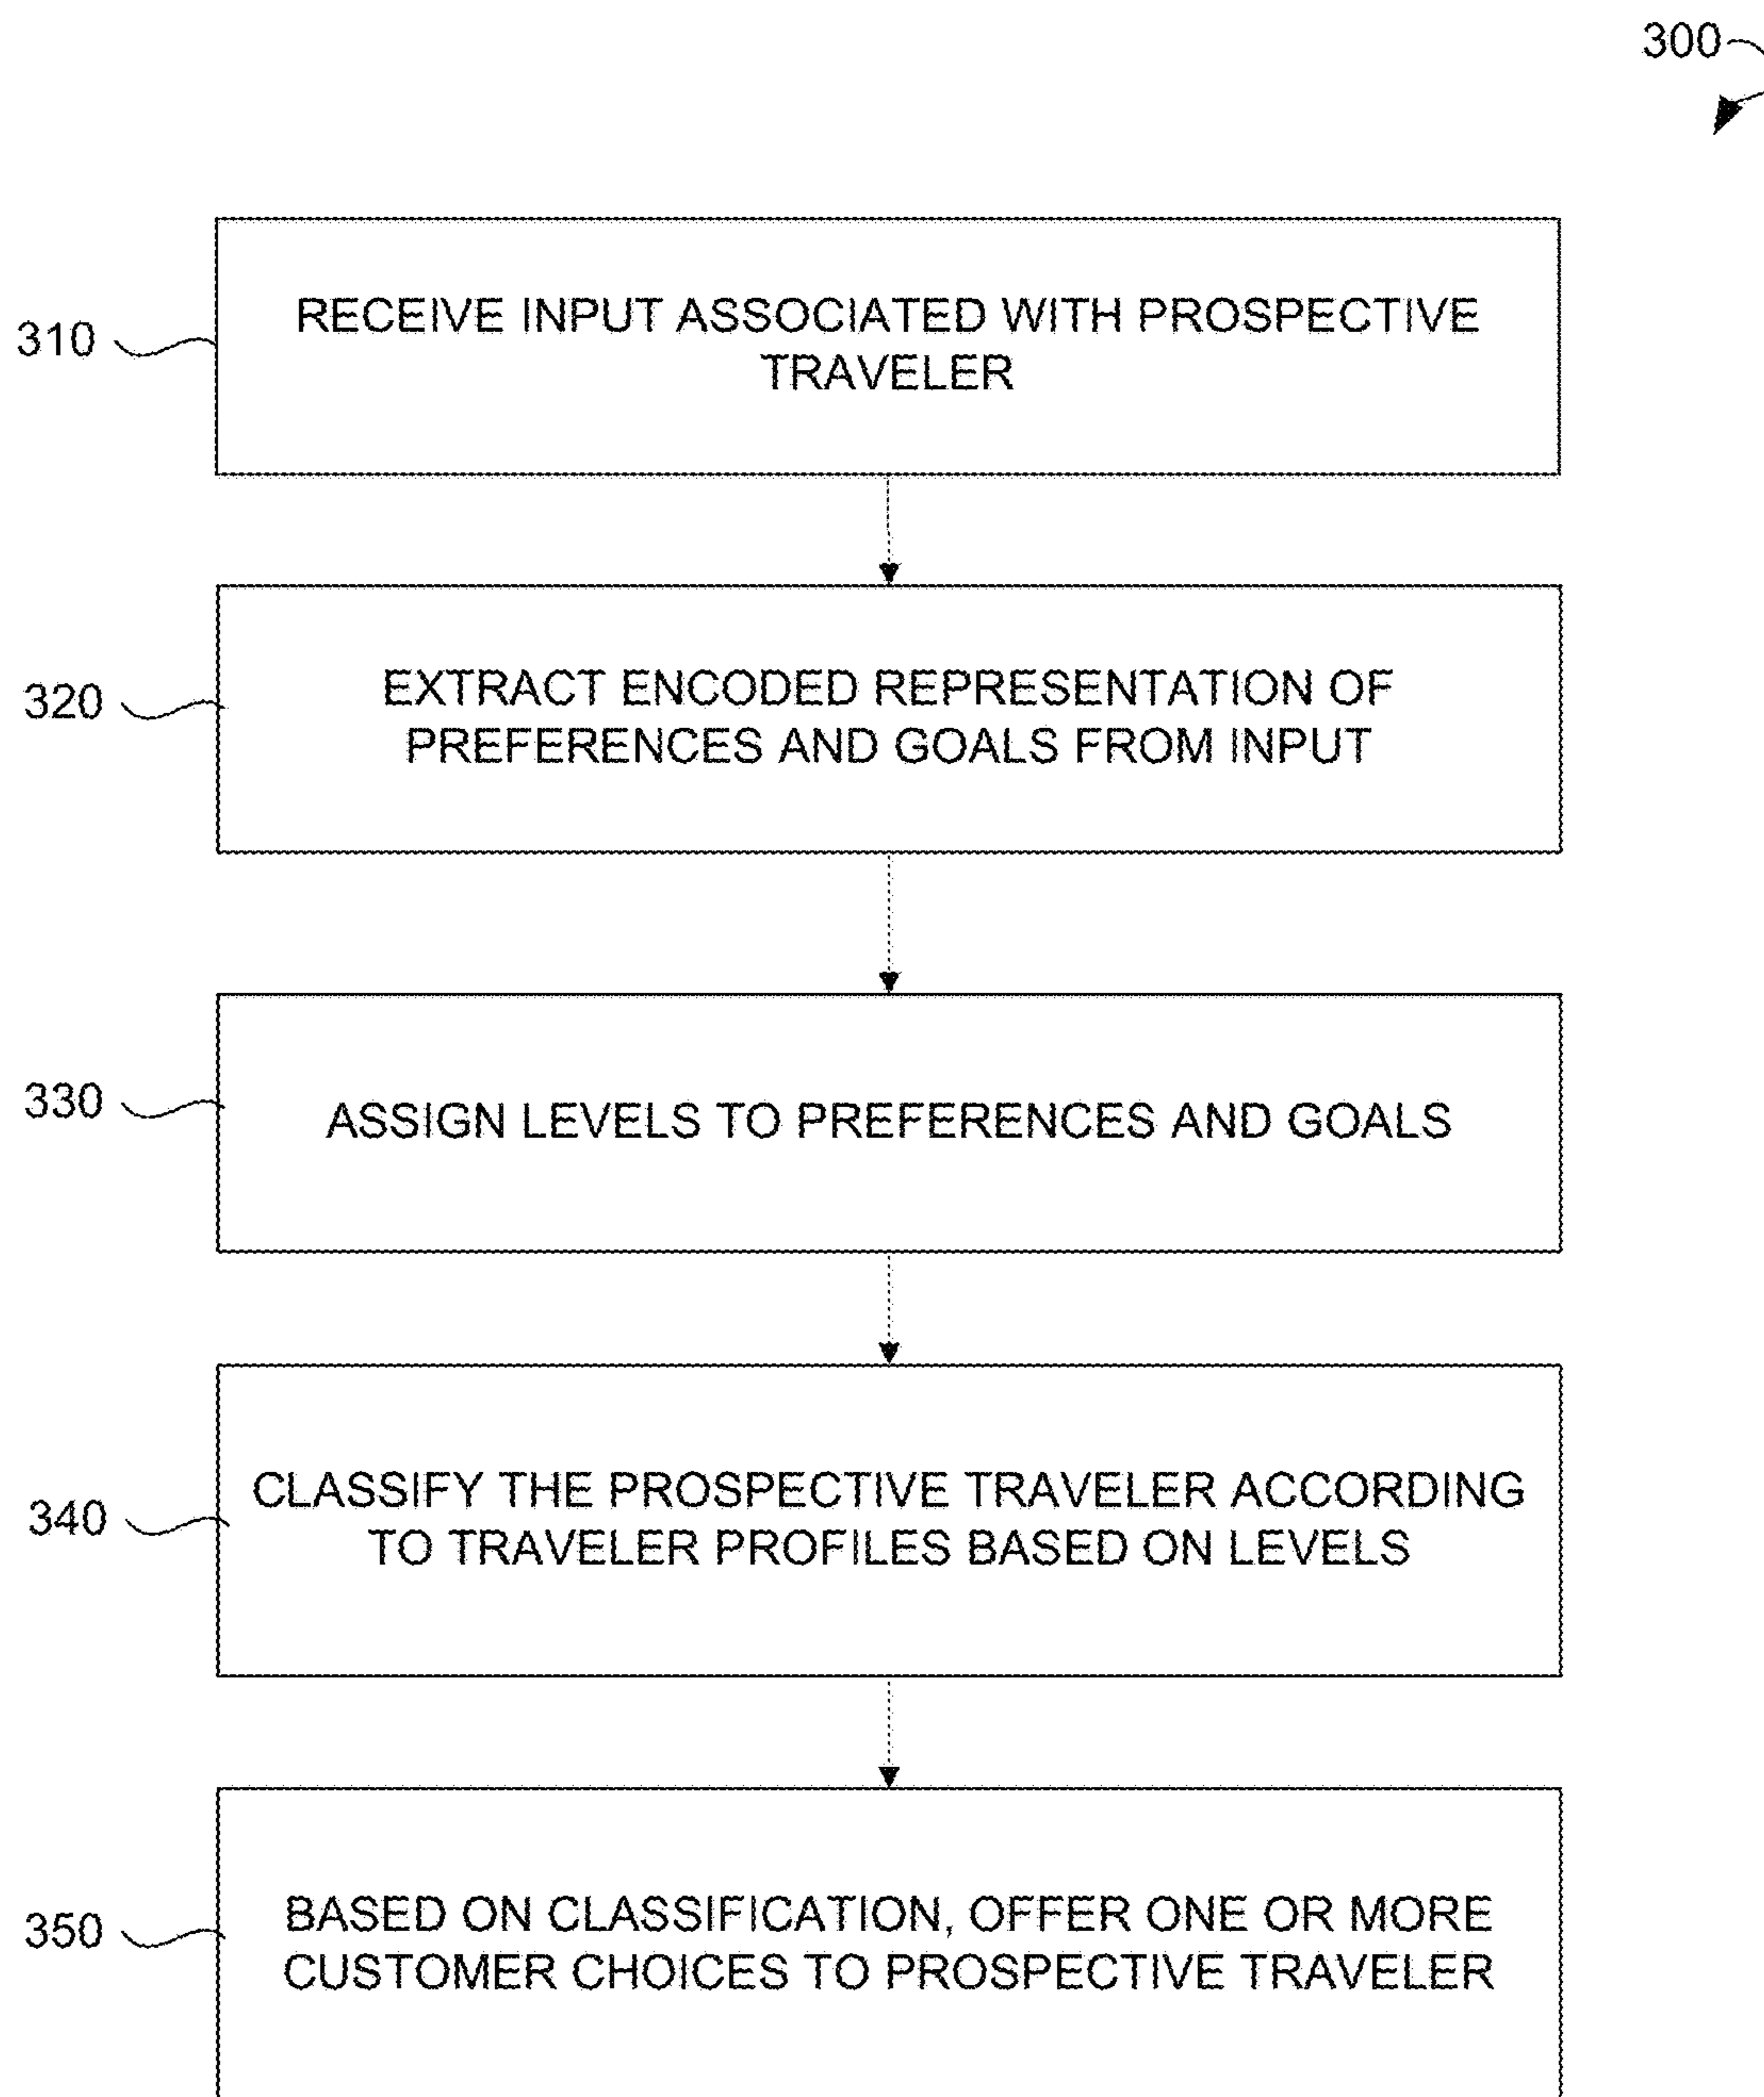 300
310
RECEIVE INPUT ASSOCIATED WITH PROSPECTIVE
TRAVELER
320
EXTRACT ENCODED REPRESENTATION OF
PREFERENCES AND GOALS FROM INPUT
330
ASSIGN LEVELS TO PREFERENCES AND GOALS
340
CLASSIFY THE PROSPECTIVE TRAVELER ACCORDING
TO TRAVELER PROFILES BASED ON LEVELS
350
BASED ON CLASSIFICATION, OFFER ONE OR MORE
CUSTOMER CHOICES TO PROSPECTIVE TRAVELER